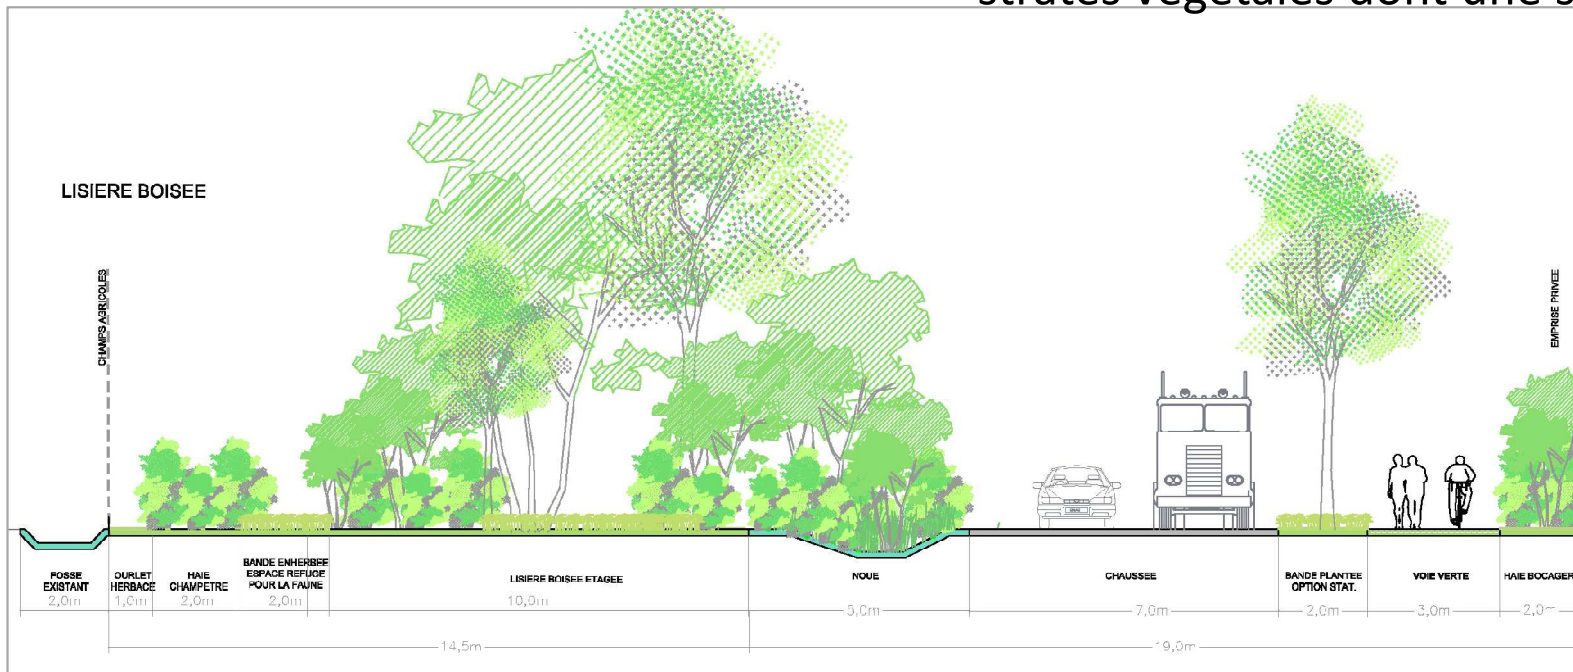 LISIERE BOISEE
CHAMPS AGRICOLES
EMPRISE PRIVEE
FOSSE
EXISTANT
2,0m
OURLET
HERBACE
1,0m
HAIE
CHAMPETRE
2,0m
BANDE ENHERBEE
ESPACE REFUGE
POUR LA FAUNE
2,0m
LISIERE BOISEE ETAGEE
10,0m
NOUE
5,0m
CHAUSSEE
7,0m
BANDE PLANTEE
OPTION STAT.
2,0m
VOIE VERTE
3,0m
HAIE BOCAGER
2,0m
14,5m
19,0m